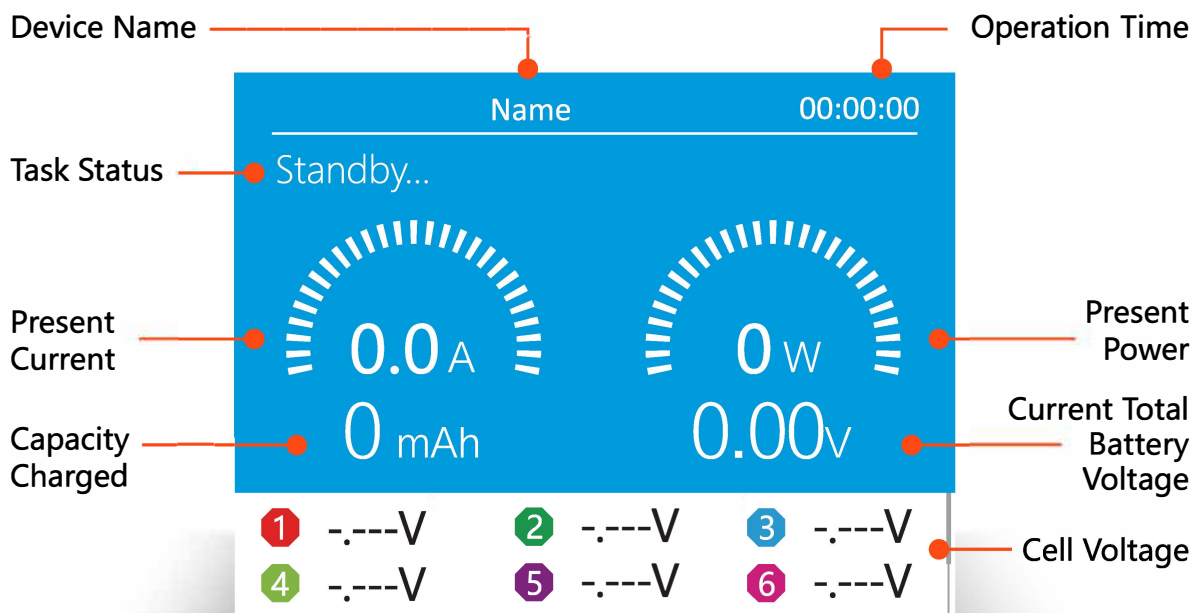 Device Name
Operation Time
Name
00:00:00
Task Status
Standby...
Present
Current
0.0 A
0 W
Present
Power
Capacity
Charged
0 mAh
0.00V
Current Total
Battery
Voltage
1 -.---V
2 -.---V
3 -.---V
Cell Voltage
4 -.---V
5 -.---V
6 -.---V